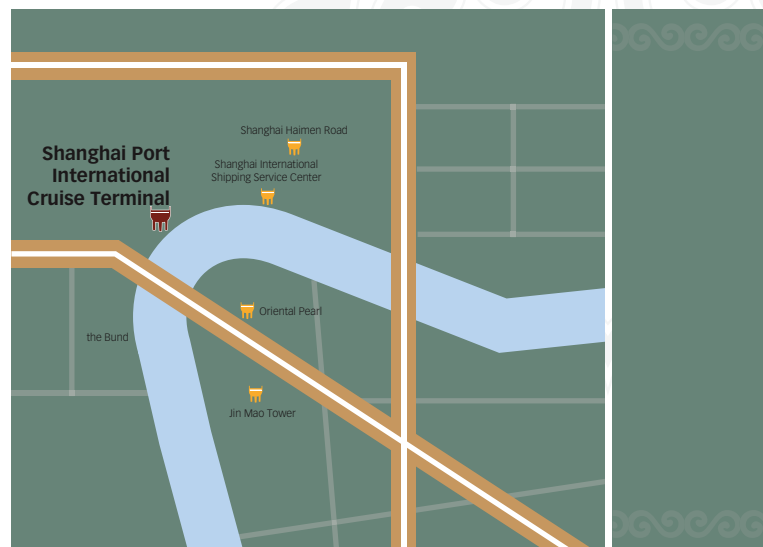 Shanghai Haimen Road
Shanghai Port
International
Cruise Terminal
Shanghai International
Shipping Service Center
Oriental Pearl
the Bund
Jin Mao Tower